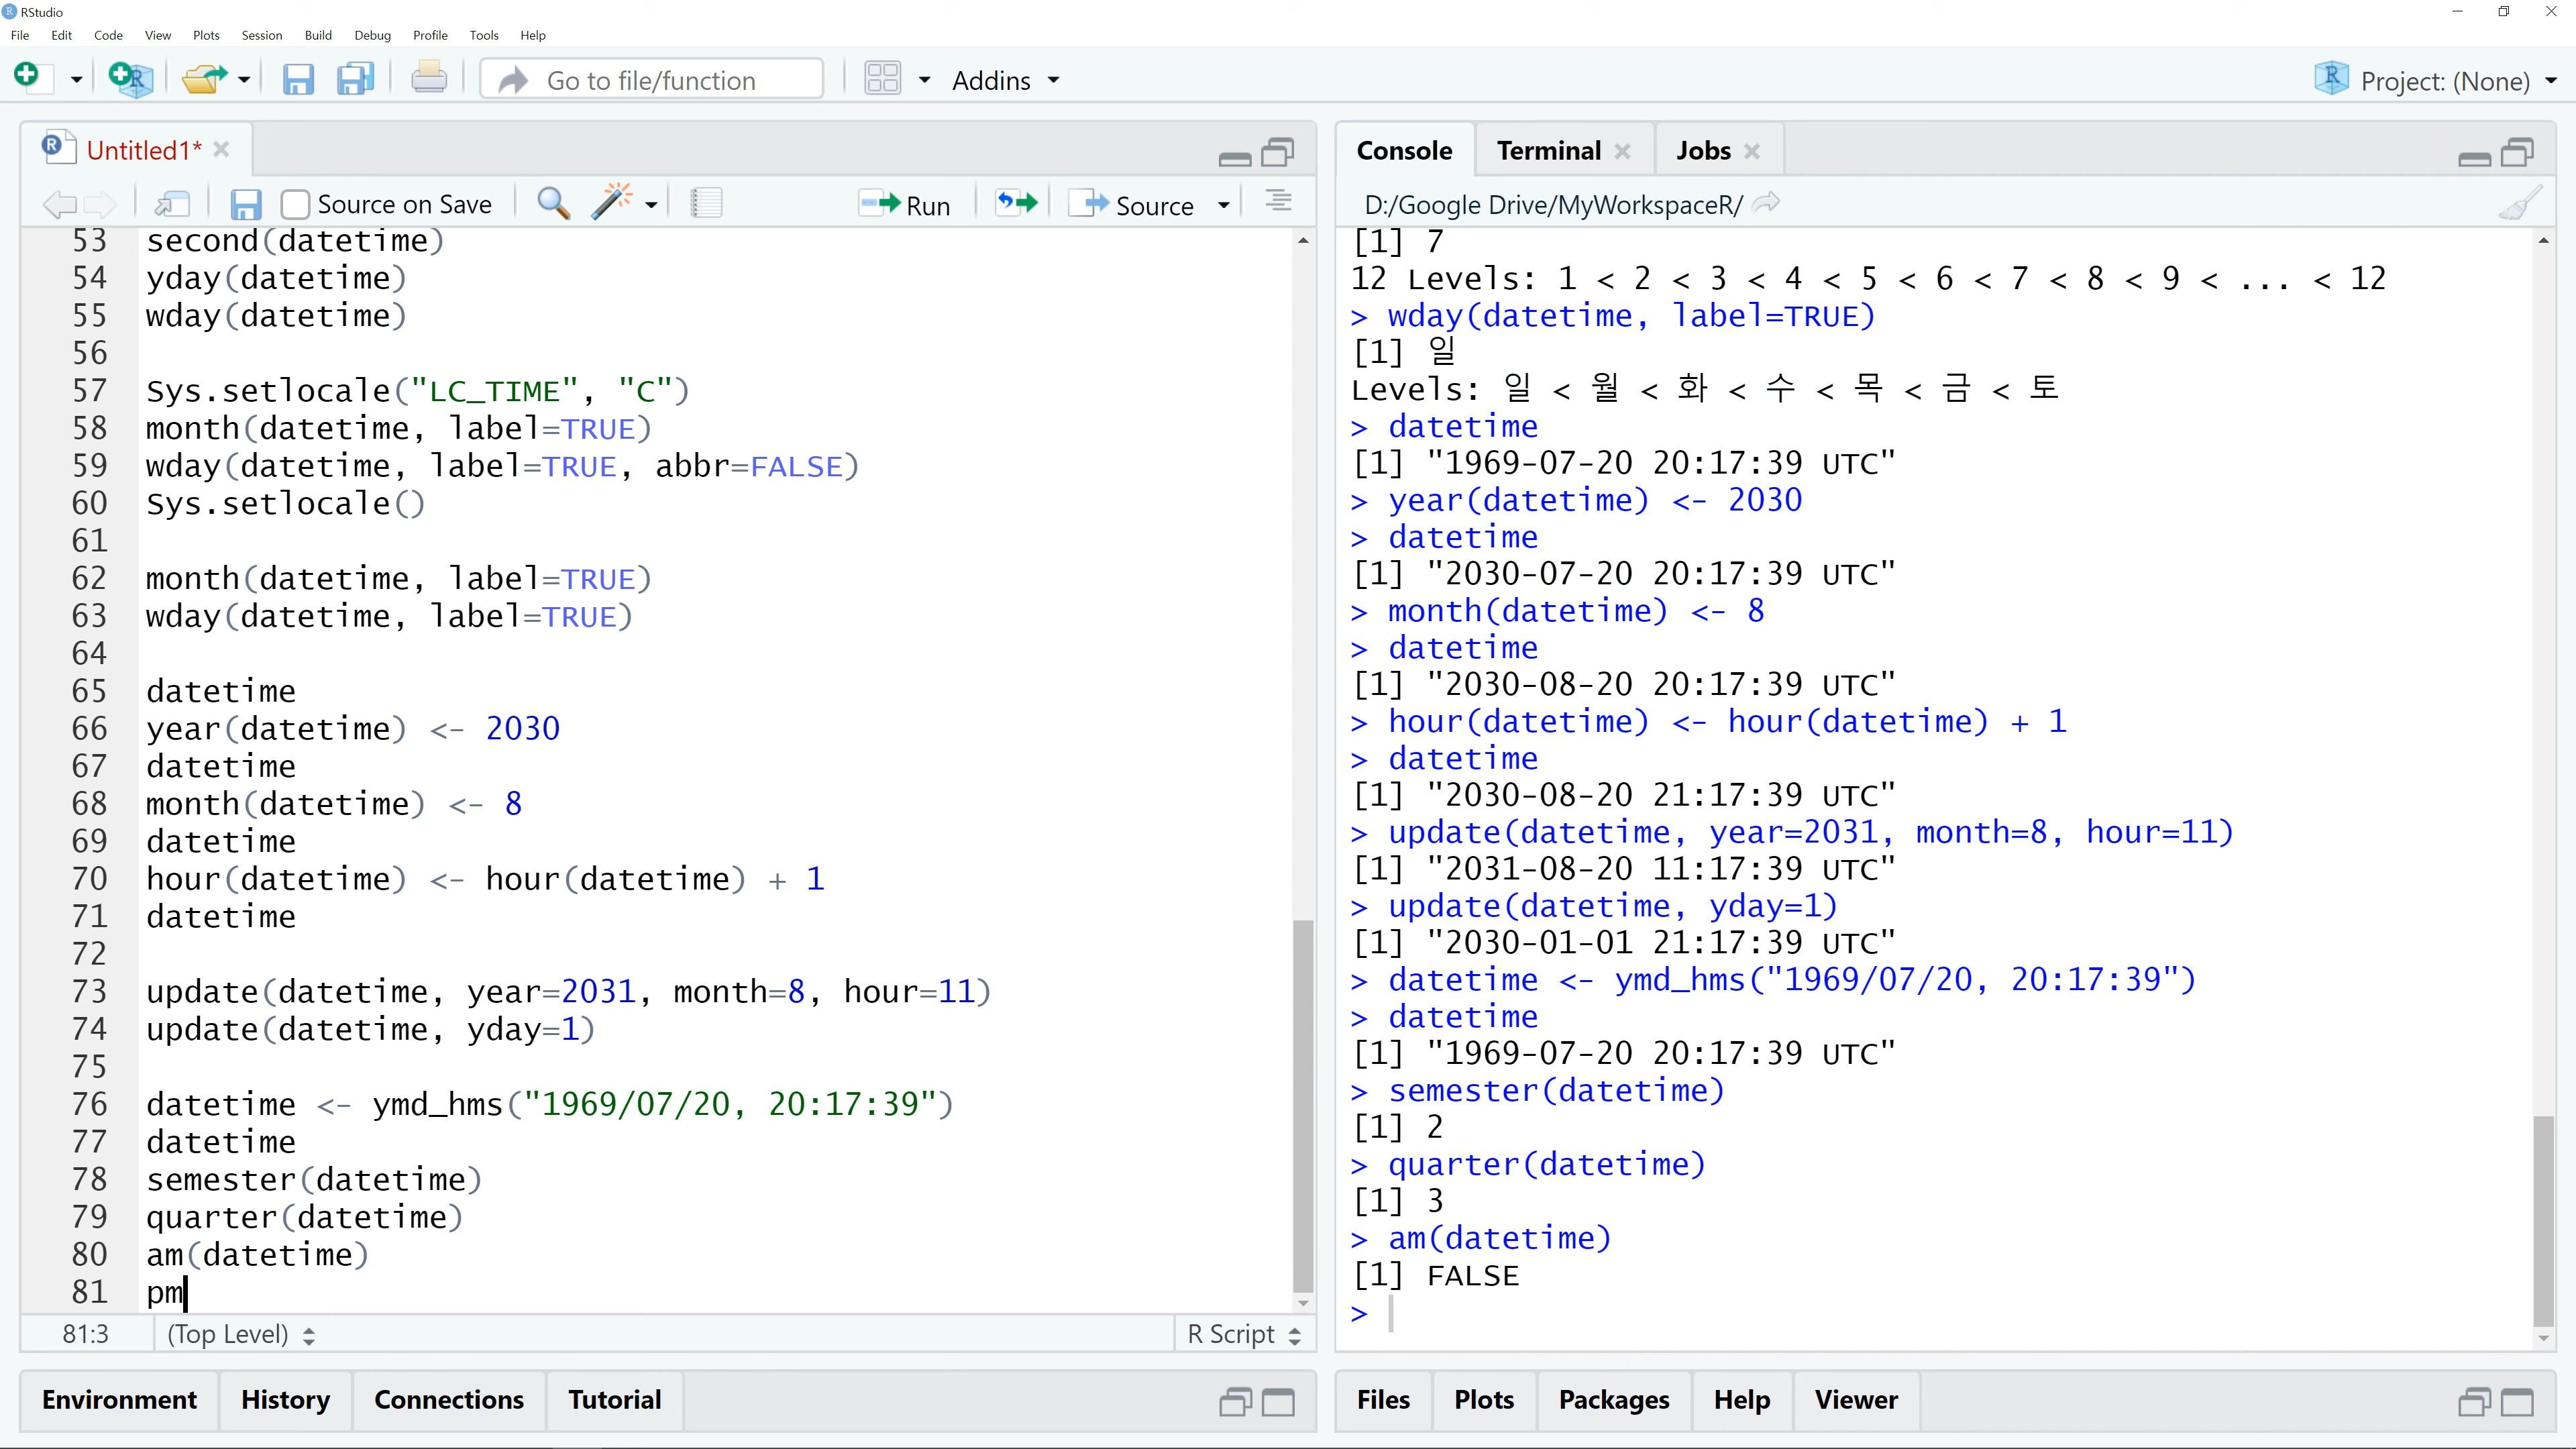 RStudio
File Edit Code View Plots Session Build Debug Profile Tools Help
Go to file/function Addins Project: (None)
Untitled1*
Source on Save Run Source
53 second(datetime)
54 yday(datetime)
55 wday(datetime)
56
57 Sys.setlocale("LC_TIME", "C")
58 month(datetime, label=TRUE)
59 wday(datetime, label=TRUE, abbr=FALSE)
60 Sys.setlocale()
61
62 month(datetime, label=TRUE)
63 wday(datetime, label=TRUE)
64
65 datetime
66 year(datetime) <- 2030
67 datetime
68 month(datetime) <- 8
69 datetime
70 hour(datetime) <- hour(datetime) + 1
71 datetime
72
73 update(datetime, year=2031, month=8, hour=11)
74 update(datetime, yday=1)
75
76 datetime <- ymd_hms("1969/07/20, 20:17:39")
77 datetime
78 semester(datetime)
79 quarter(datetime)
80 am(datetime)
81 pm
81:3 (Top Level) R Script
Environment History Connections Tutorial
Console Terminal Jobs
D:/Google Drive/MyWorkspaceR/
[1] 7
12 Levels: 1 < 2 < 3 < 4 < 5 < 6 < 7 < 8 < 9 < ... < 12
> wday(datetime, label=TRUE)
[1] 일
Levels: 일 < 월 < 화 < 수 < 목 < 금 < 토
> datetime
[1] "1969-07-20 20:17:39 UTC"
> year(datetime) <- 2030
> datetime
[1] "2030-07-20 20:17:39 UTC"
> month(datetime) <- 8
> datetime
[1] "2030-08-20 20:17:39 UTC"
> hour(datetime) <- hour(datetime) + 1
> datetime
[1] "2030-08-20 21:17:39 UTC"
> update(datetime, year=2031, month=8, hour=11)
[1] "2031-08-20 11:17:39 UTC"
> update(datetime, yday=1)
[1] "2030-01-01 21:17:39 UTC"
> datetime <- ymd_hms("1969/07/20, 20:17:39")
> datetime
[1] "1969-07-20 20:17:39 UTC"
> semester(datetime)
[1] 2
> quarter(datetime)
[1] 3
> am(datetime)
[1] FALSE
>
Files Plots Packages Help Viewer